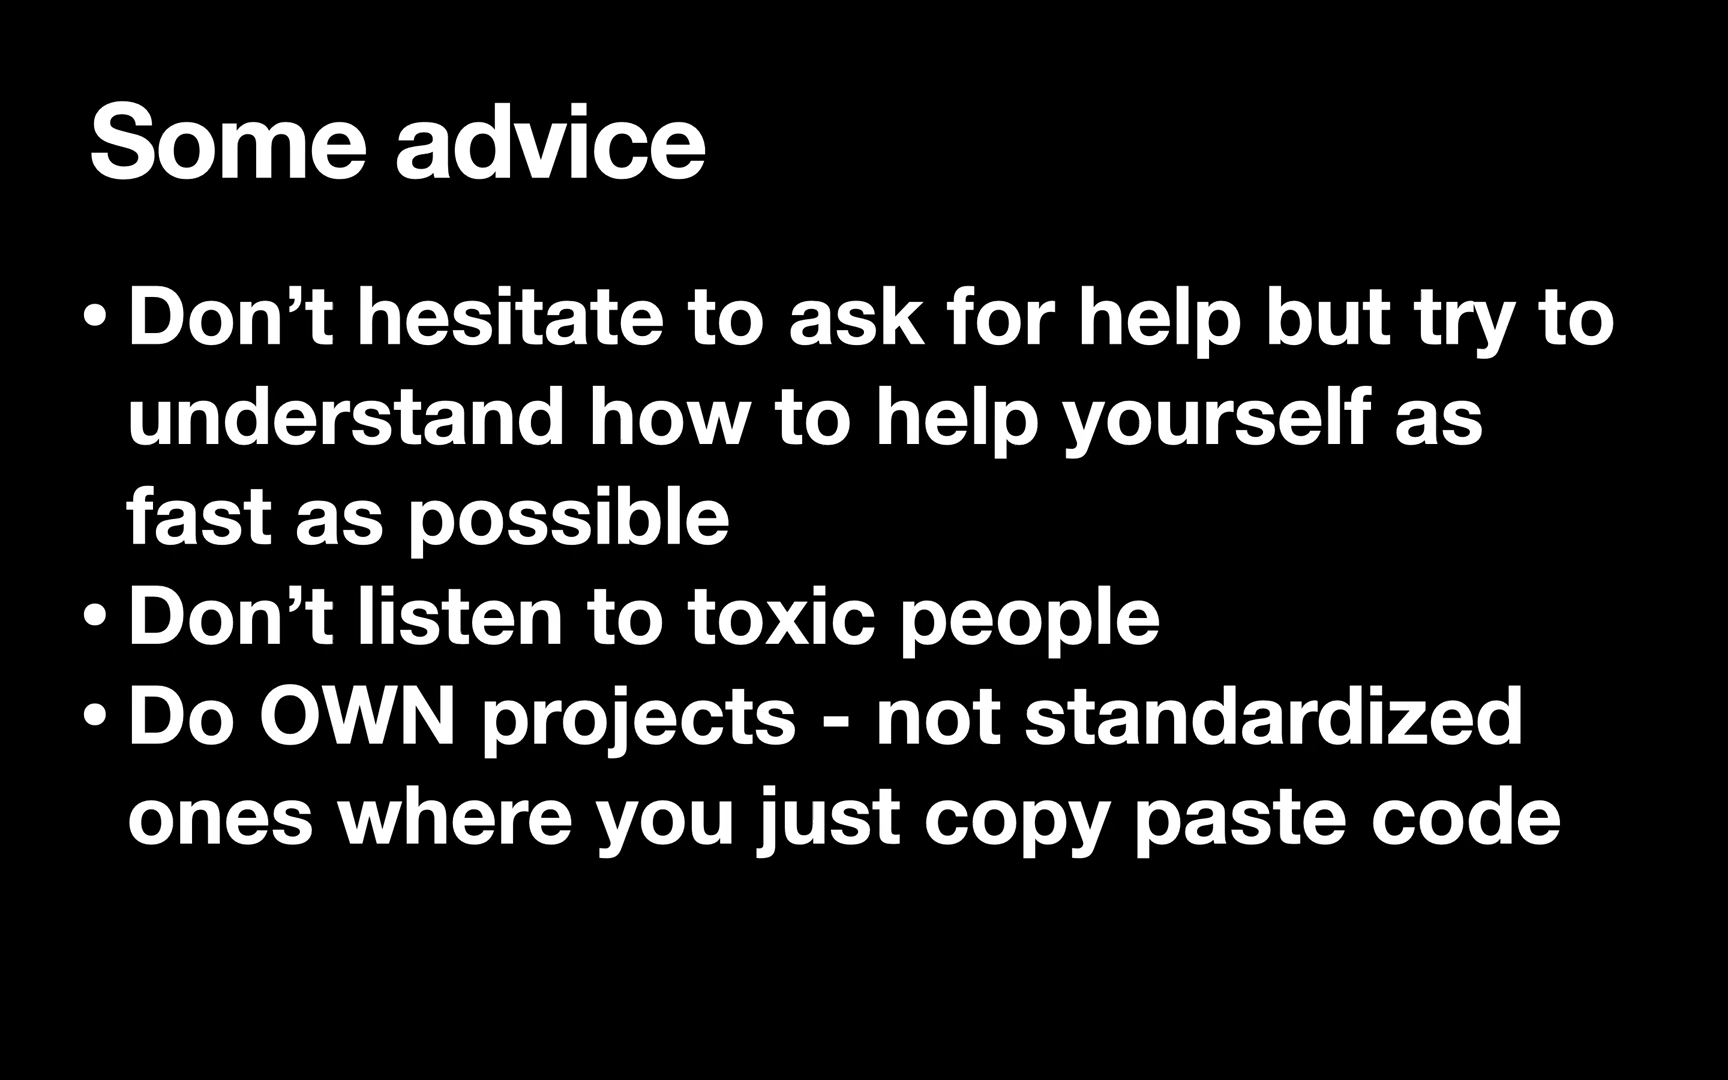 Some advice
• Don’t hesitate to ask for help but try to
understand how to help yourself as
fast as possible
• Don’t listen to toxic people
• Do OWN projects - not standardized
ones where you just copy paste code